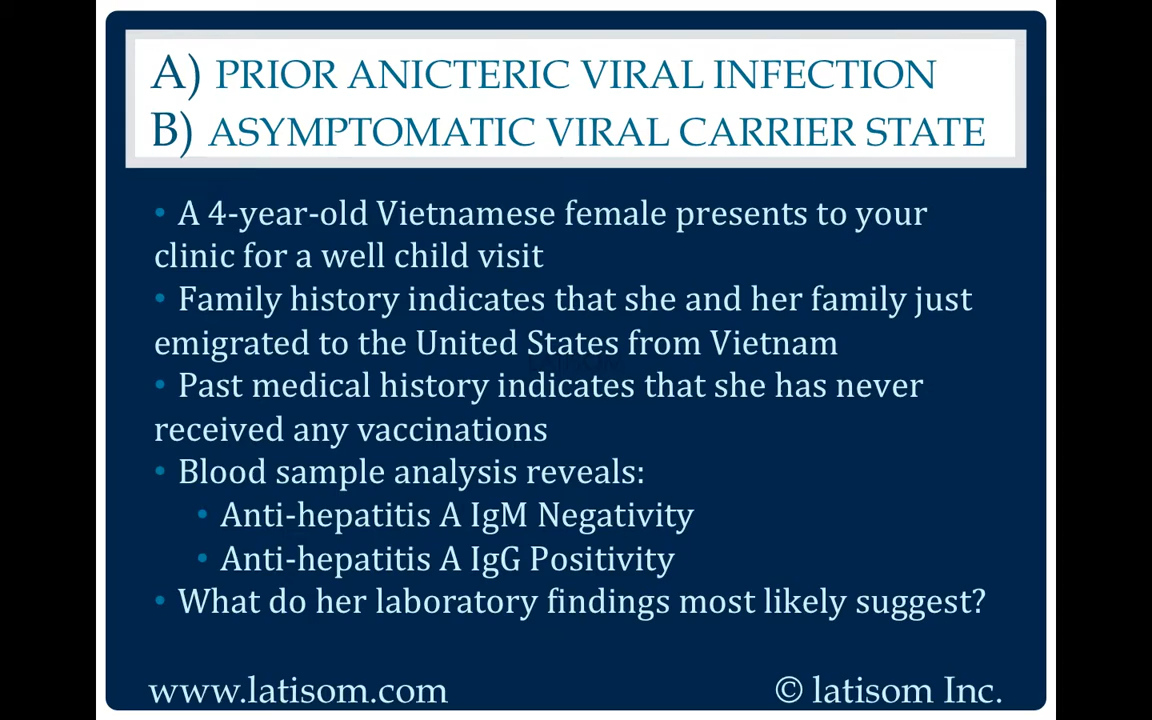 A) PRIOR ANICTERIC VIRAL INFECTION
B) ASYMPTOMATIC VIRAL CARRIER STATE
• A 4-year-old Vietnamese female presents to your
clinic for a well child visit
• Family history indicates that she and her family just
emigrated to the United States from Vietnam
• Past medical history indicates that she has never
received any vaccinations
• Blood sample analysis reveals:
• Anti-hepatitis A IgM Negativity
• Anti-hepatitis A IgG Positivity
• What do her laboratory findings most likely suggest?
www.latisom.com
© latisom Inc.